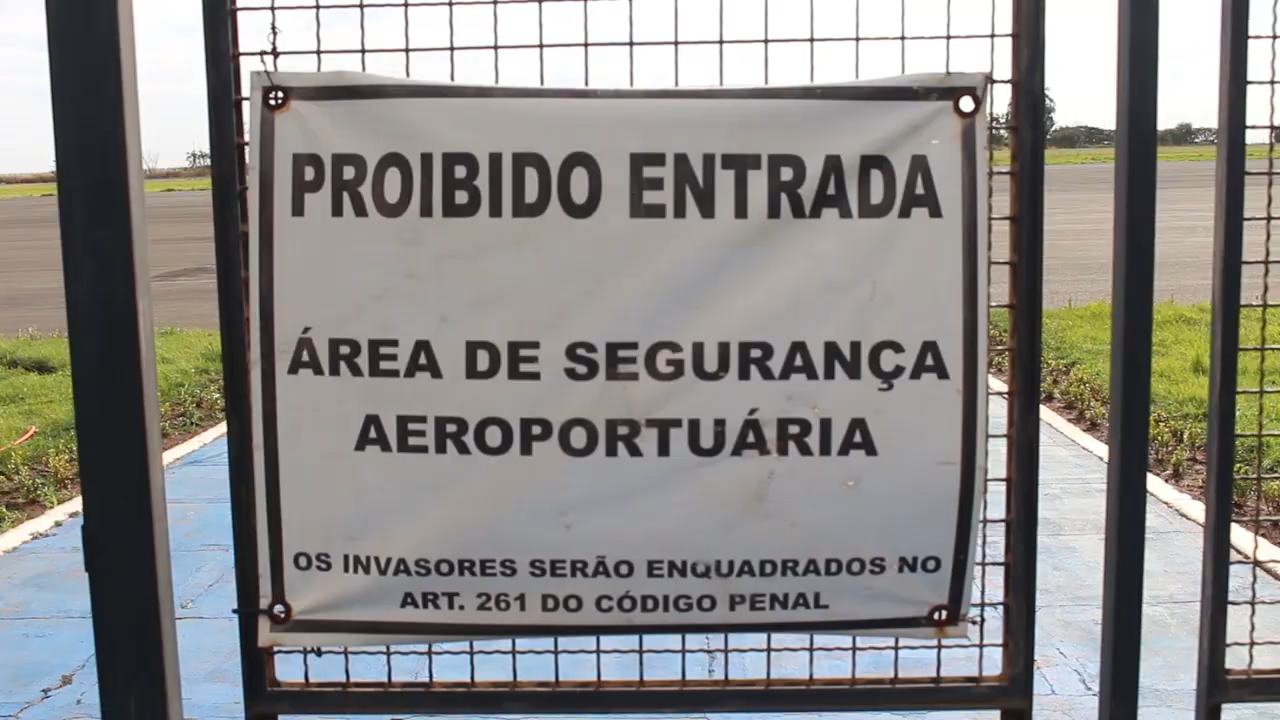 PROIBIDO ENTRADA
ÁREA DE SEGURANÇA
AEROPORTUÁRIA
OS INVASORES SERÃO ENQUADRADOS NO
ART. 261 DO CÓDIGO PENAL